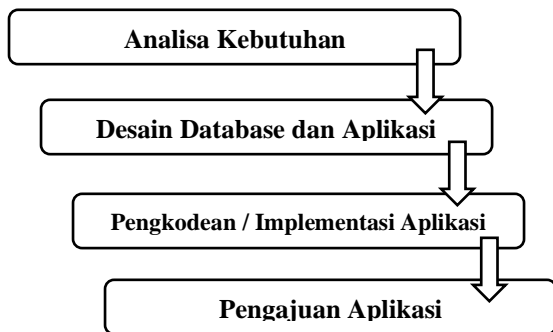 Analisa Kebutuhan
Desain Database dan Aplikasi
Pengkodean / Implementasi Aplikasi
Pengajuan Aplikasi